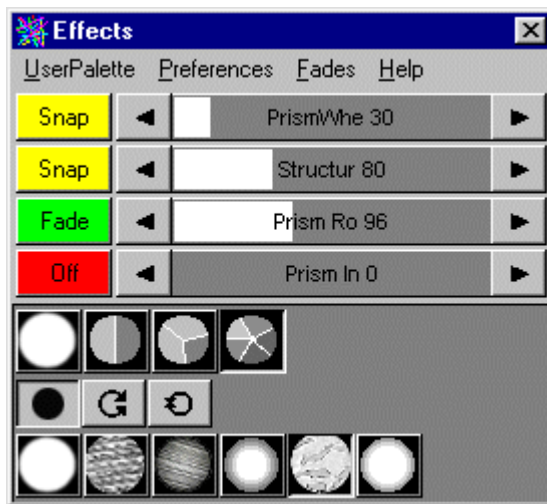 Effects
UserPalette Preferences Fades Help
Snap PrismWhe 30
Snap Structur 80
Fade Prism Ro 96
Off Prism In 0